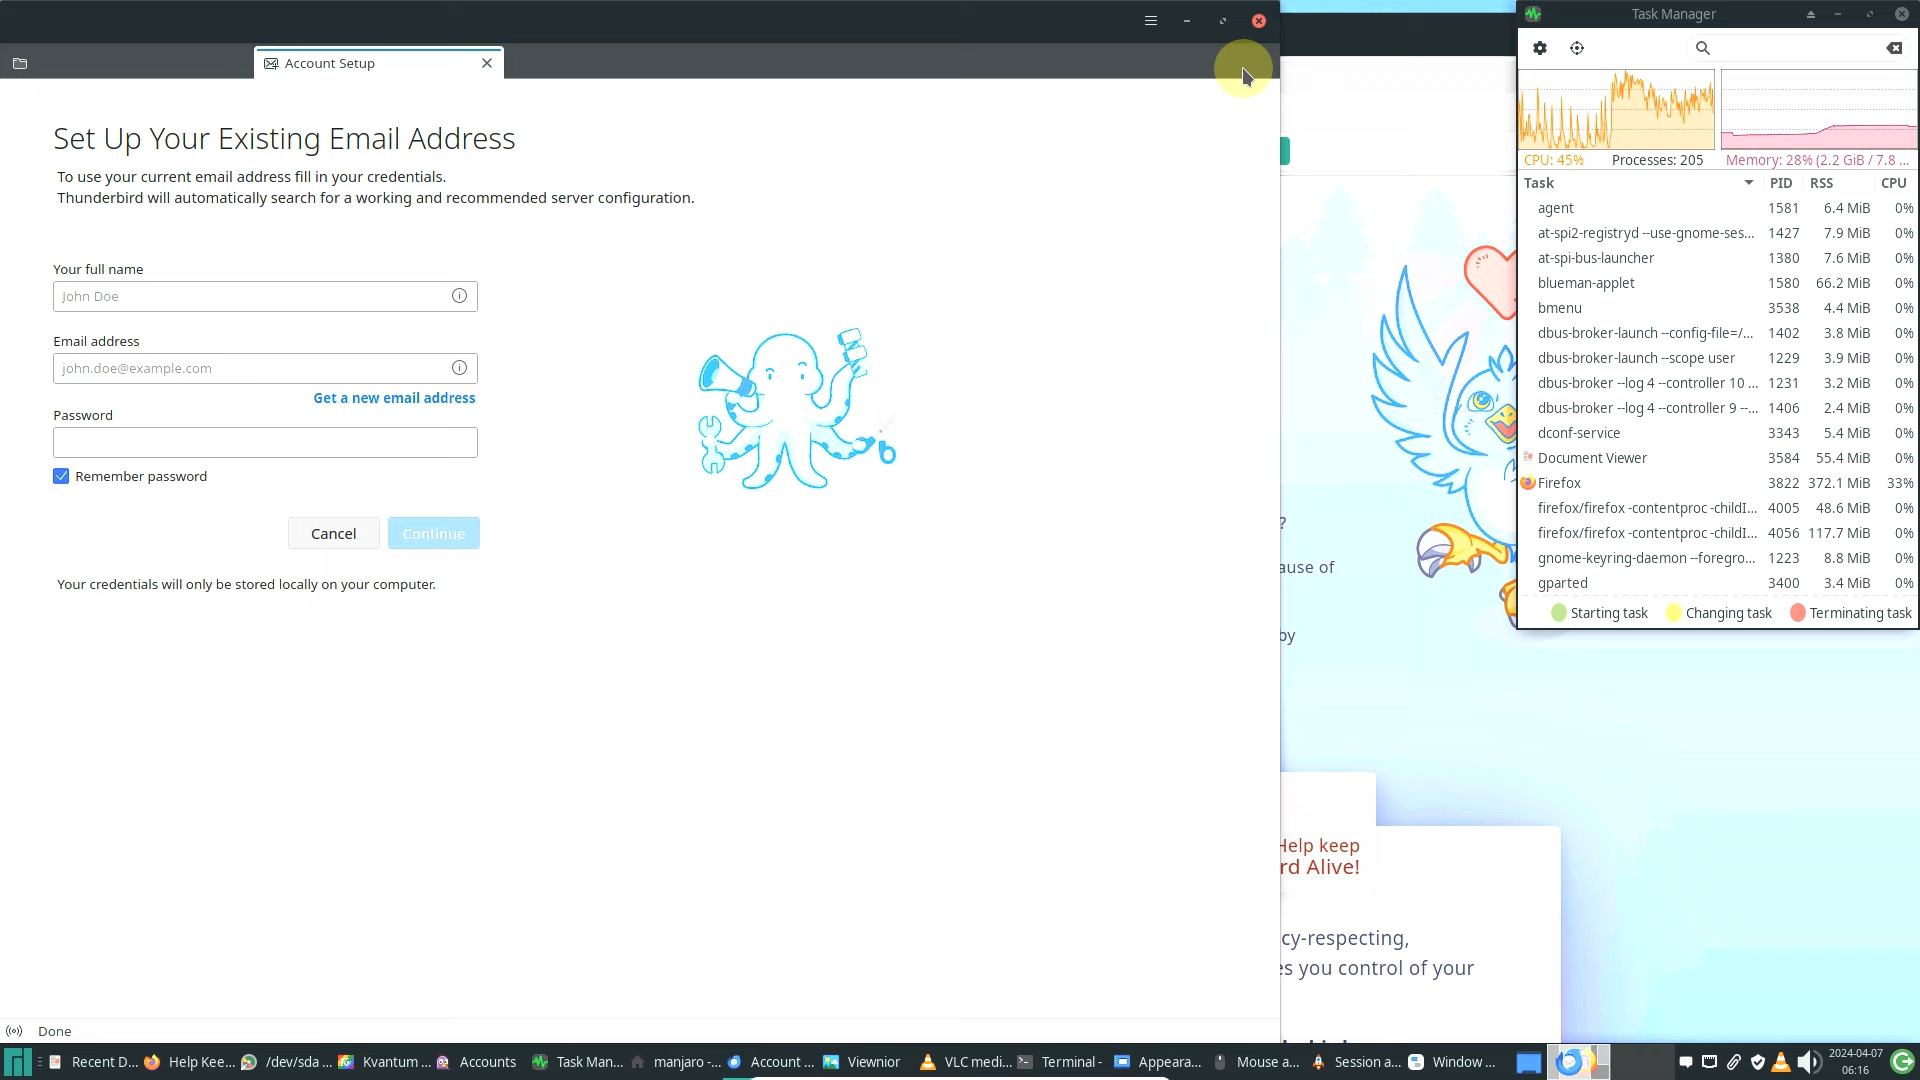 Account Setup
Set Up Your Existing Email Address
To use your current email address fill in your credentials.
Thunderbird will automatically search for a working and recommended server configuration.
Your full name
John Doe
Email address
john.doe@example.com
Get a new email address
Password
Remember password
Cancel
Continue
Your credentials will only be stored locally on your computer.
Done
?
ause of
by
Help keep
rd Alive!
cy-respecting,
es you control of your
Task Manager
CPU: 45% Processes: 205 Memory: 28% (2.2 GiB / 7.8 ...
Task PID RSS CPU
agent 1581 6.4 MiB 0%
at-spi2-registryd --use-gnome-ses... 1427 7.9 MiB 0%
at-spi-bus-launcher 1380 7.6 MiB 0%
blueman-applet 1580 66.2 MiB 0%
bmenu 3538 4.4 MiB 0%
dbus-broker-launch --config-file=/... 1402 3.8 MiB 0%
dbus-broker-launch --scope user 1229 3.9 MiB 0%
dbus-broker --log 4 --controller 10 ... 1231 3.2 MiB 0%
dbus-broker --log 4 --controller 9 --... 1406 2.4 MiB 0%
dconf-service 3343 5.4 MiB 0%
Document Viewer 3584 55.4 MiB 0%
Firefox 3822 372.1 MiB 33%
firefox/firefox -contentproc -childI... 4005 48.6 MiB 0%
firefox/firefox -contentproc -childI... 4056 117.7 MiB 0%
gnome-keyring-daemon --foregro... 1223 8.8 MiB 0%
gparted 3400 3.4 MiB 0%
Starting task Changing task Terminating task
Recent D... Help Kee... /dev/sda ... Kvantum ... Accounts Task Man... manjaro -... Account ... Viewnior VLC medi... Terminal - Appeara... Mouse a... Session a... Window ...
2024-04-07
06:16